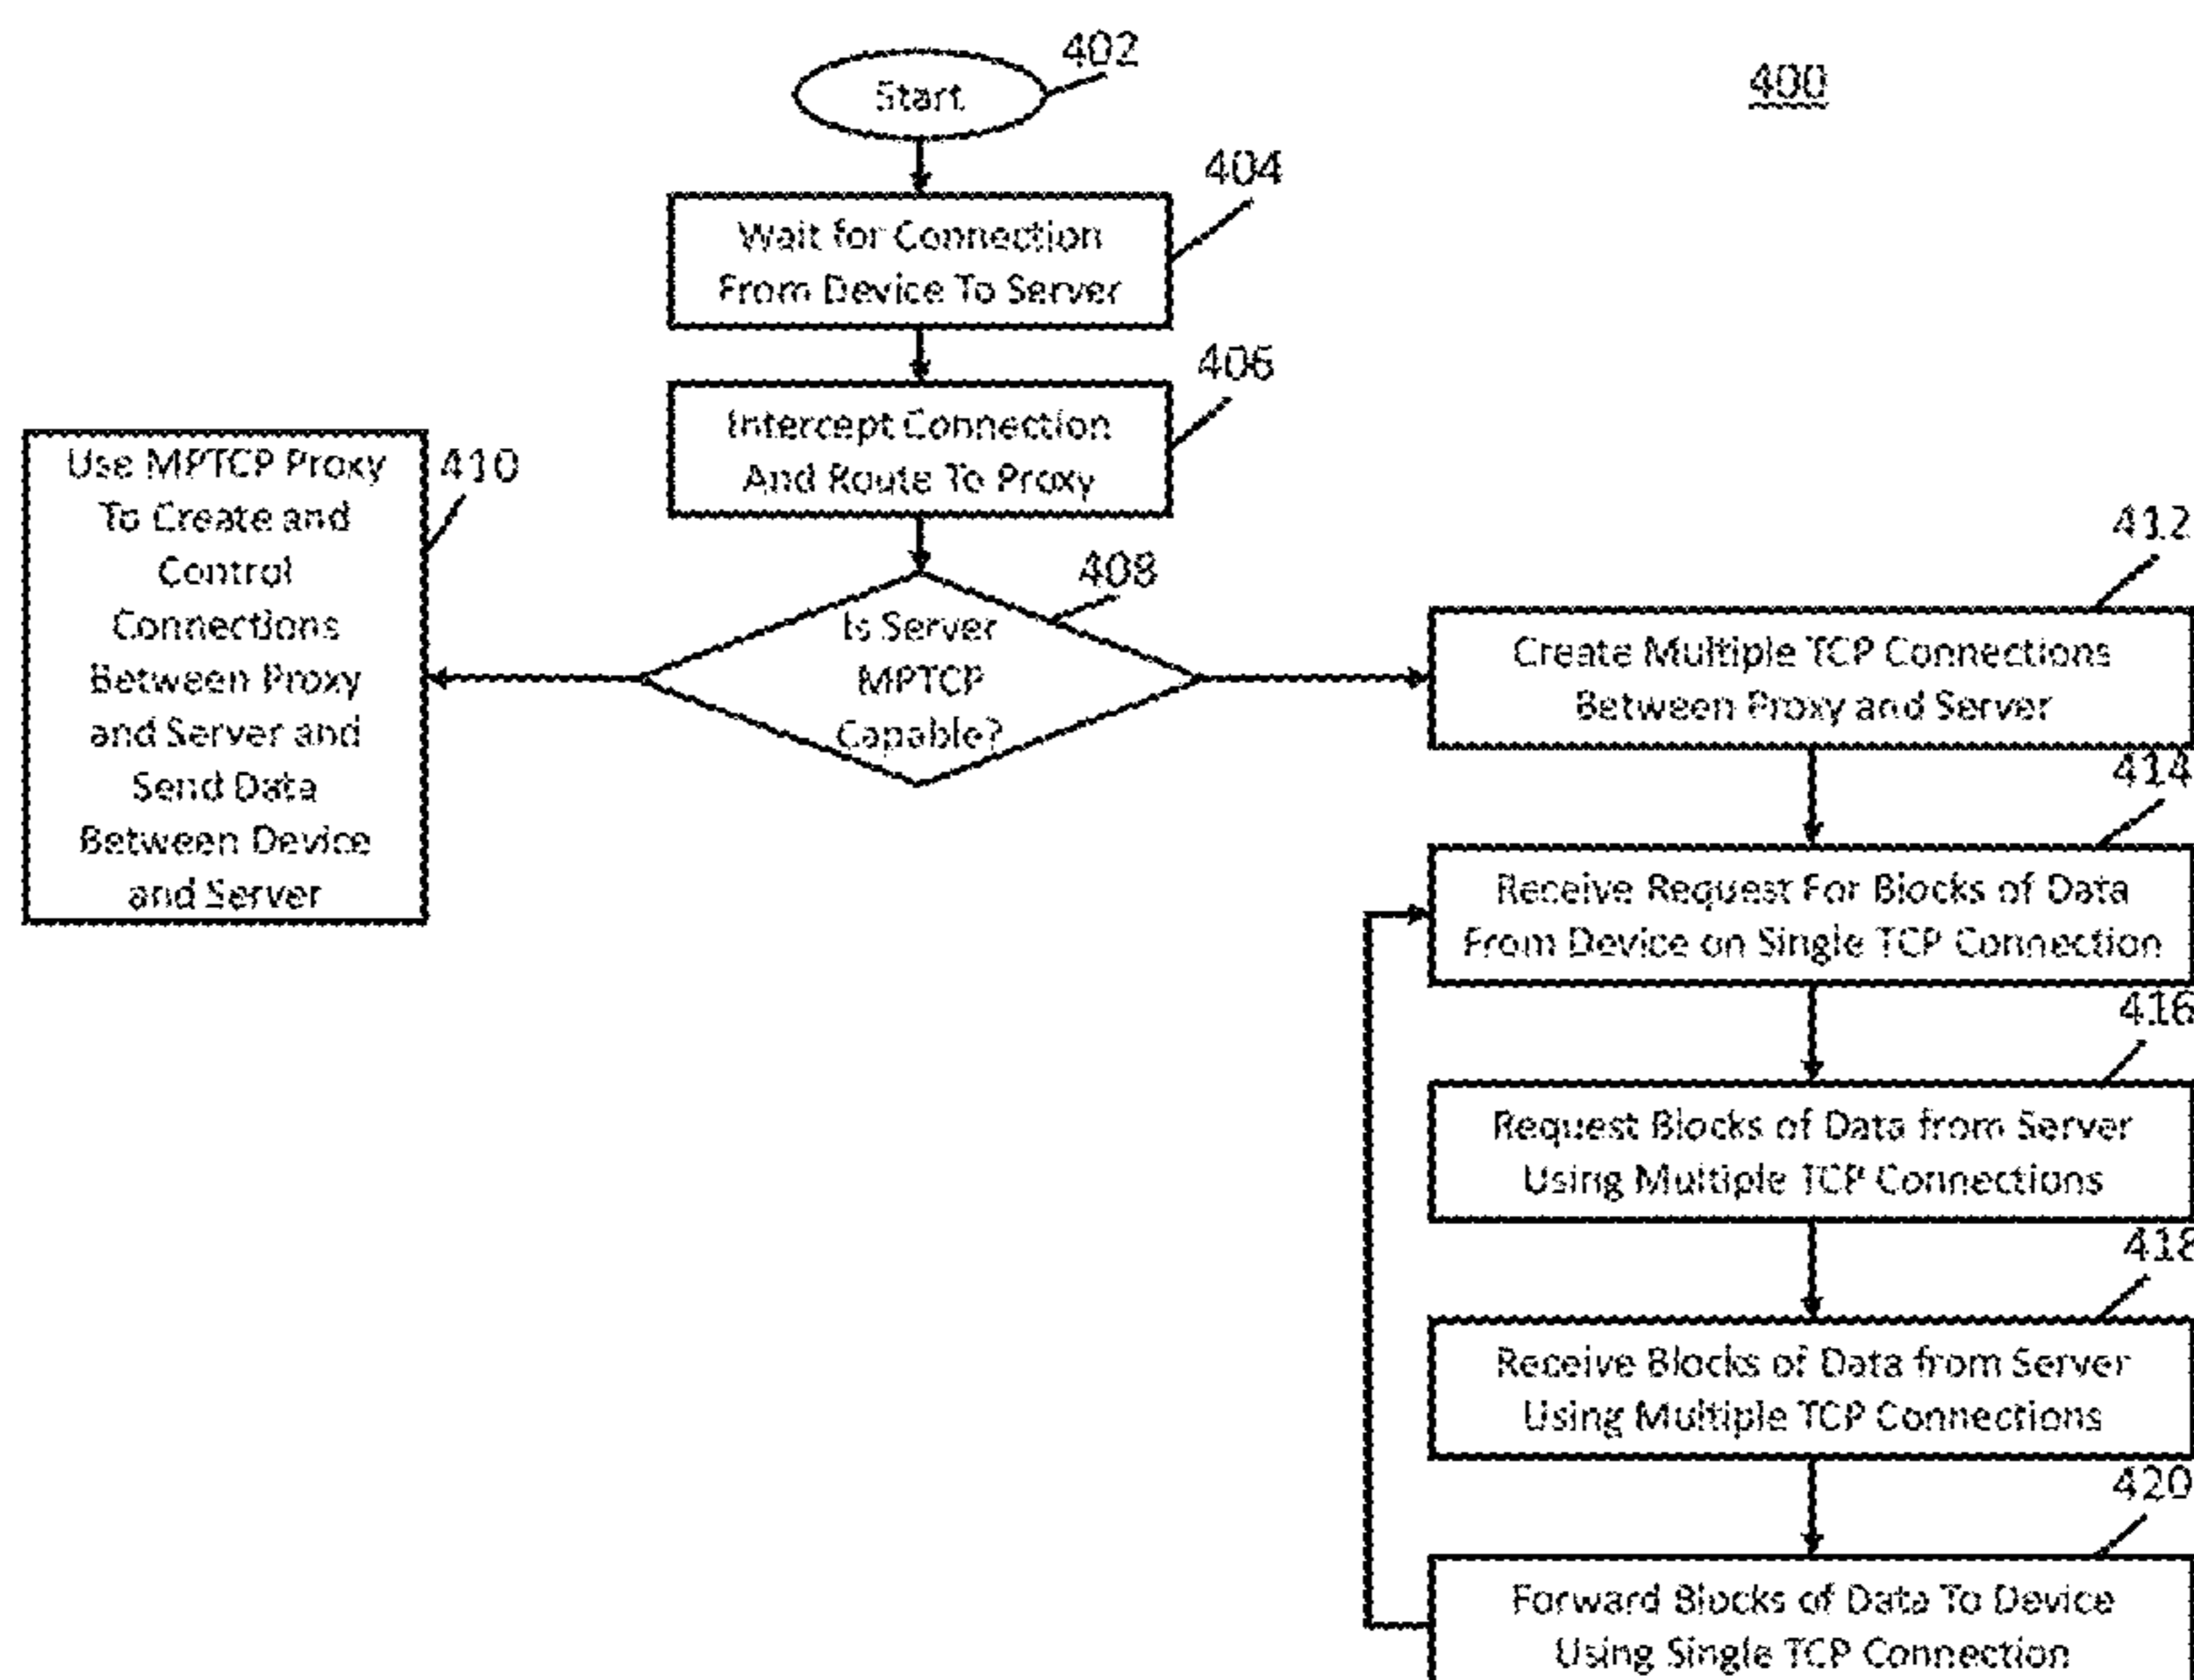 402
Start
400
404
Wait for Connection
From Device To Server
406
Intercept Connection
And Route To Proxy
410
Use MPTCP Proxy
To Create and
Control
Connections
Between Proxy
and Server and
Send Data
Between Device
and Server
408
Is Server
MPTCP
Capable?
412
Create Multiple TCP Connections
Between Proxy and Server
414
Receive Request For Blocks of Data
From Device on Single TCP Connection
416
Request Blocks of Data from Server
Using Multiple TCP Connections
418
Receive Blocks of Data from Server
Using Multiple TCP Connections
420
Forward Blocks of Data To Device
Using Single TCP Connection